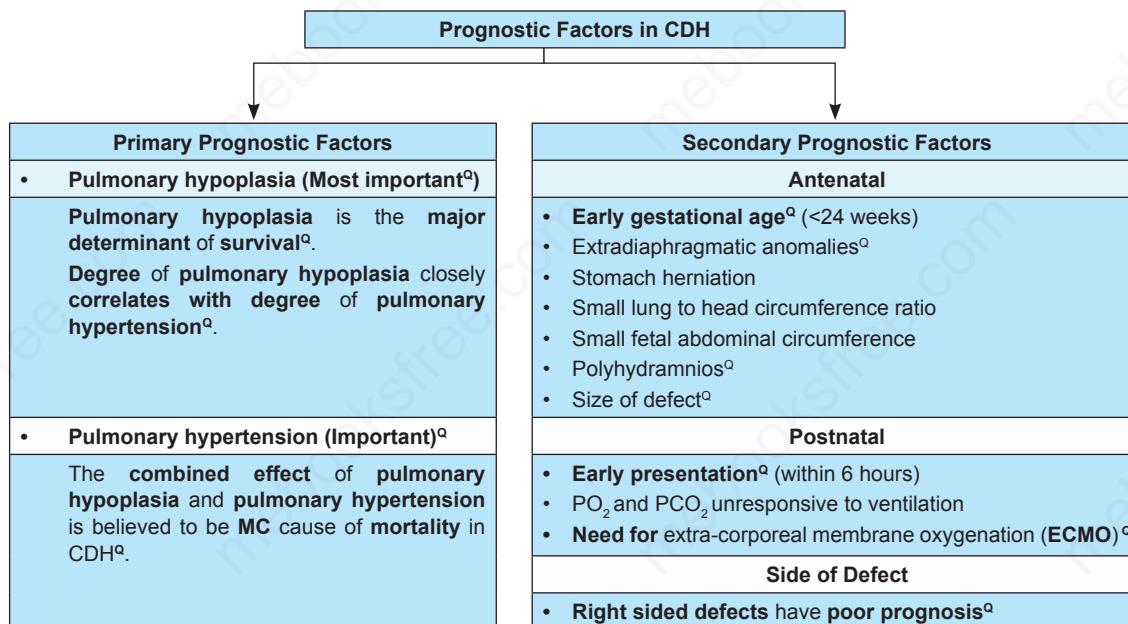 Prognostic Factors in CDH
Primary Prognostic Factors
• Pulmonary hypoplasia (Most importantQ)
Pulmonary hypoplasia is the major
determinant of survivalQ.
Degree of pulmonary hypoplasia closely
correlates with degree of pulmonary
hypertensionQ.
• Pulmonary hypertension (Important)Q
The combined effect of pulmonary
hypoplasia and pulmonary hypertension
is believed to be MC cause of mortality in
CDHQ.
Secondary Prognostic Factors
Antenatal
• Early gestational ageQ (<24 weeks)
• Extradiaphragmatic anomaliesQ
• Stomach herniation
• Small lung to head circumference ratio
• Small fetal abdominal circumference
• PolyhydramniosQ
• Size of defectQ
Postnatal
• Early presentationQ (within 6 hours)
• PO2 and PCO2 unresponsive to ventilation
• Need for extra-corporeal membrane oxygenation (ECMO) Q
Side of Defect
• Right sided defects have poor prognosisQ